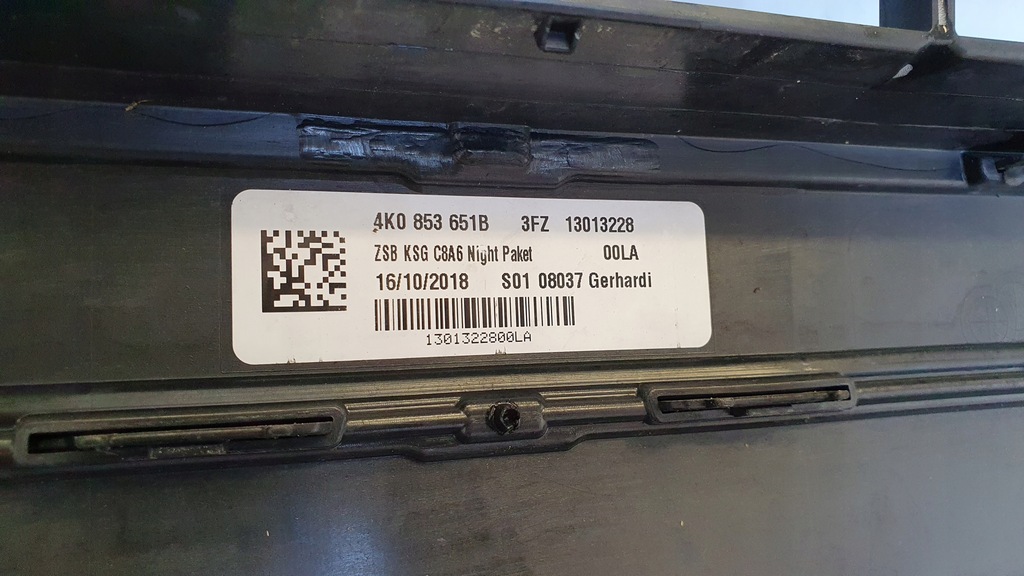 4K0 853 651B 3FZ 13013228
ZSB KSG C8A6 Night Paket 00LA
16/10/2018 S01 08037 Gerhardi
1301322800LA